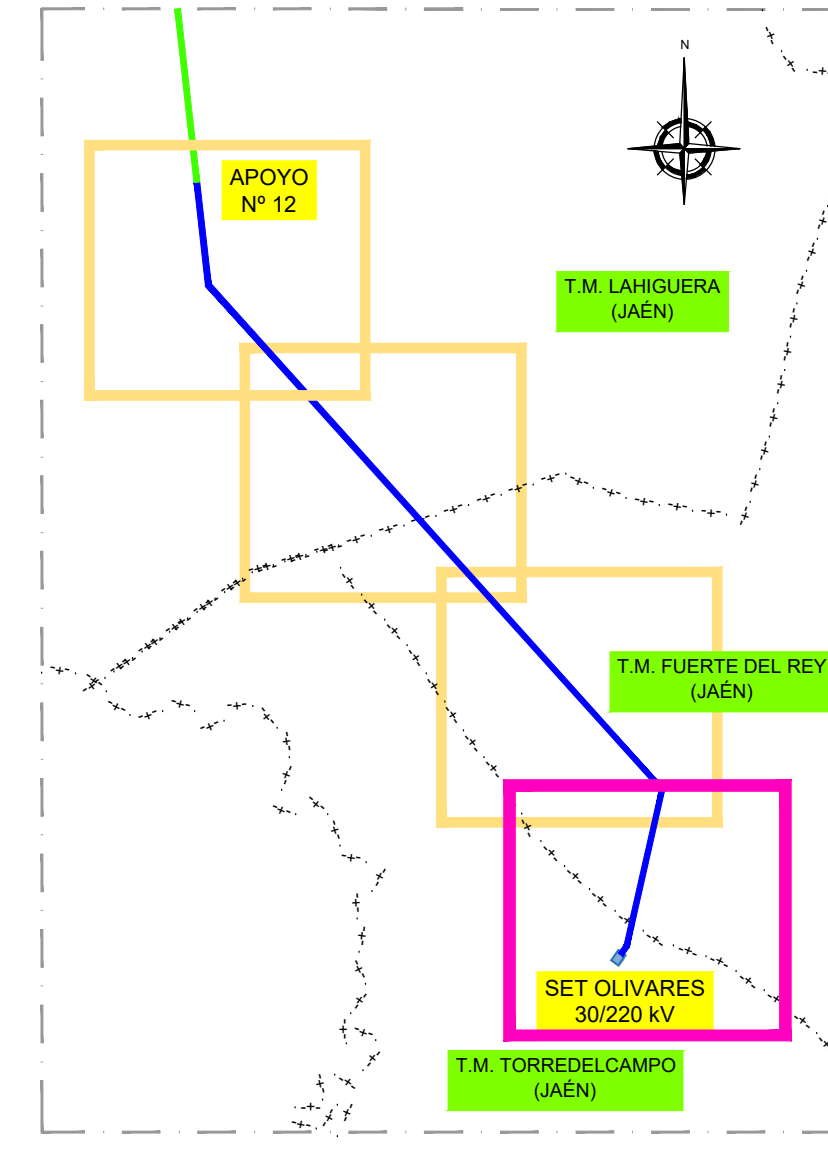 N
APOYO
Nº 12
T.M. LAHIGUERA
(JAÉN)
T.M. FUERTE DEL REY
(JAÉN)
SET OLIVARES
30/220 kV
T.M. TORREDELCAMPO
(JAÉN)